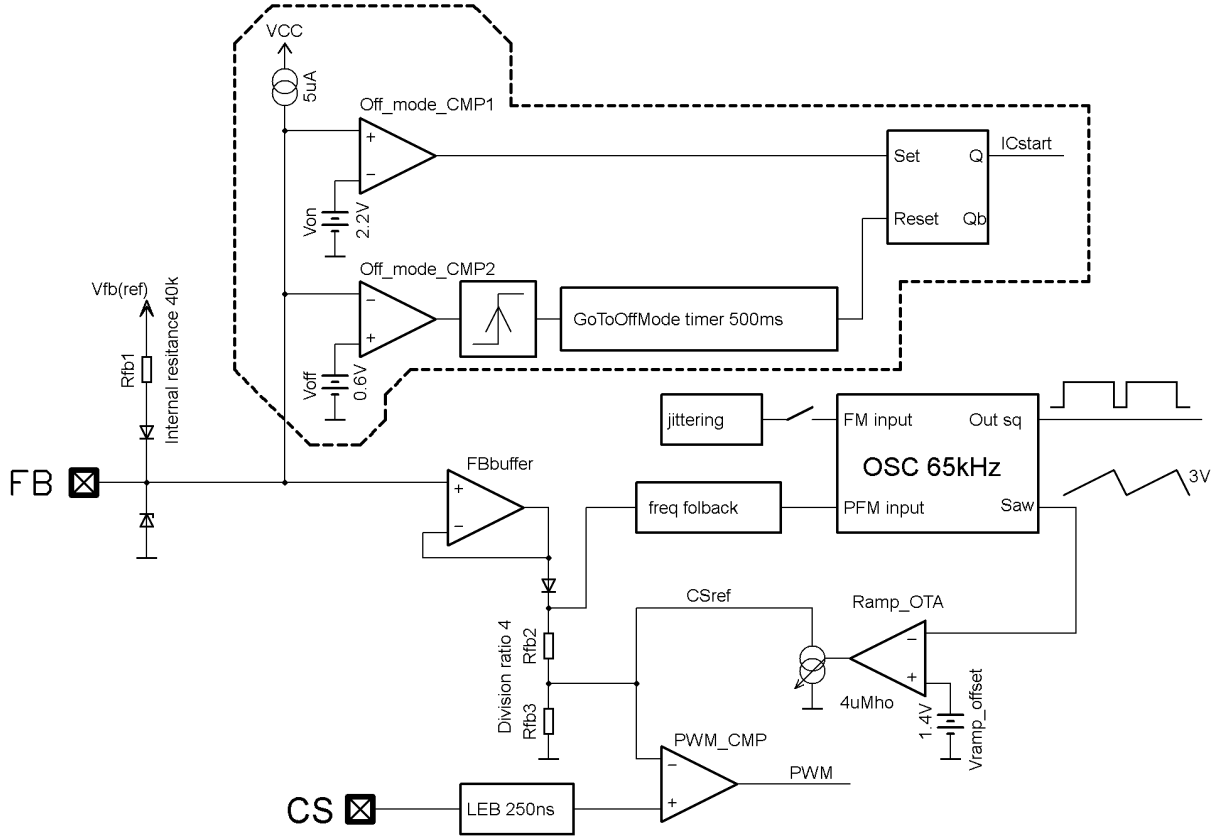 VCC
5uA
Off_mode_CMP1
+
−
Von
2.2V
Set
Q
ICstart
Reset
Qb
Off_mode_CMP2
−
+
Voff
0.6V
GoToOffMode timer 500ms
Vfb(ref)
Rfb1
Internal resitance 40k
jittering
FM input
Out sq
OSC 65kHz
PFM input
Saw
3V
FB
FBbuffer
+
−
freq folback
CSref
Ramp_OTA
−
+
4uMho
1.4V
Vramp_offset
Division ratio 4
Rfb2
Rfb3
PWM_CMP
−
+
PWM
CS
LEB 250ns